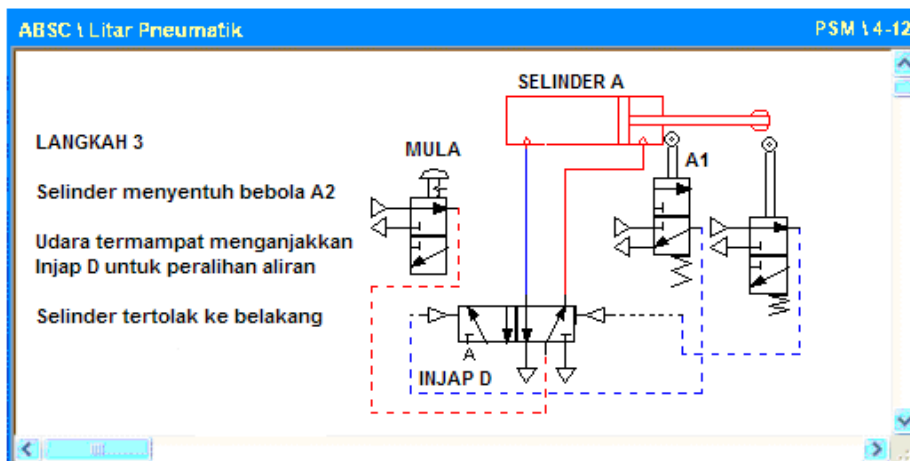 ABSC \ Litar Pneumatik
PSM \ 4-12
SELINDER A
LANGKAH 3
MULA
A1
Selinder menyentuh bebola A2
Udara termampat menganjakkan
Injap D untuk peralihan aliran
Selinder tertolak ke belakang
A
INJAP D